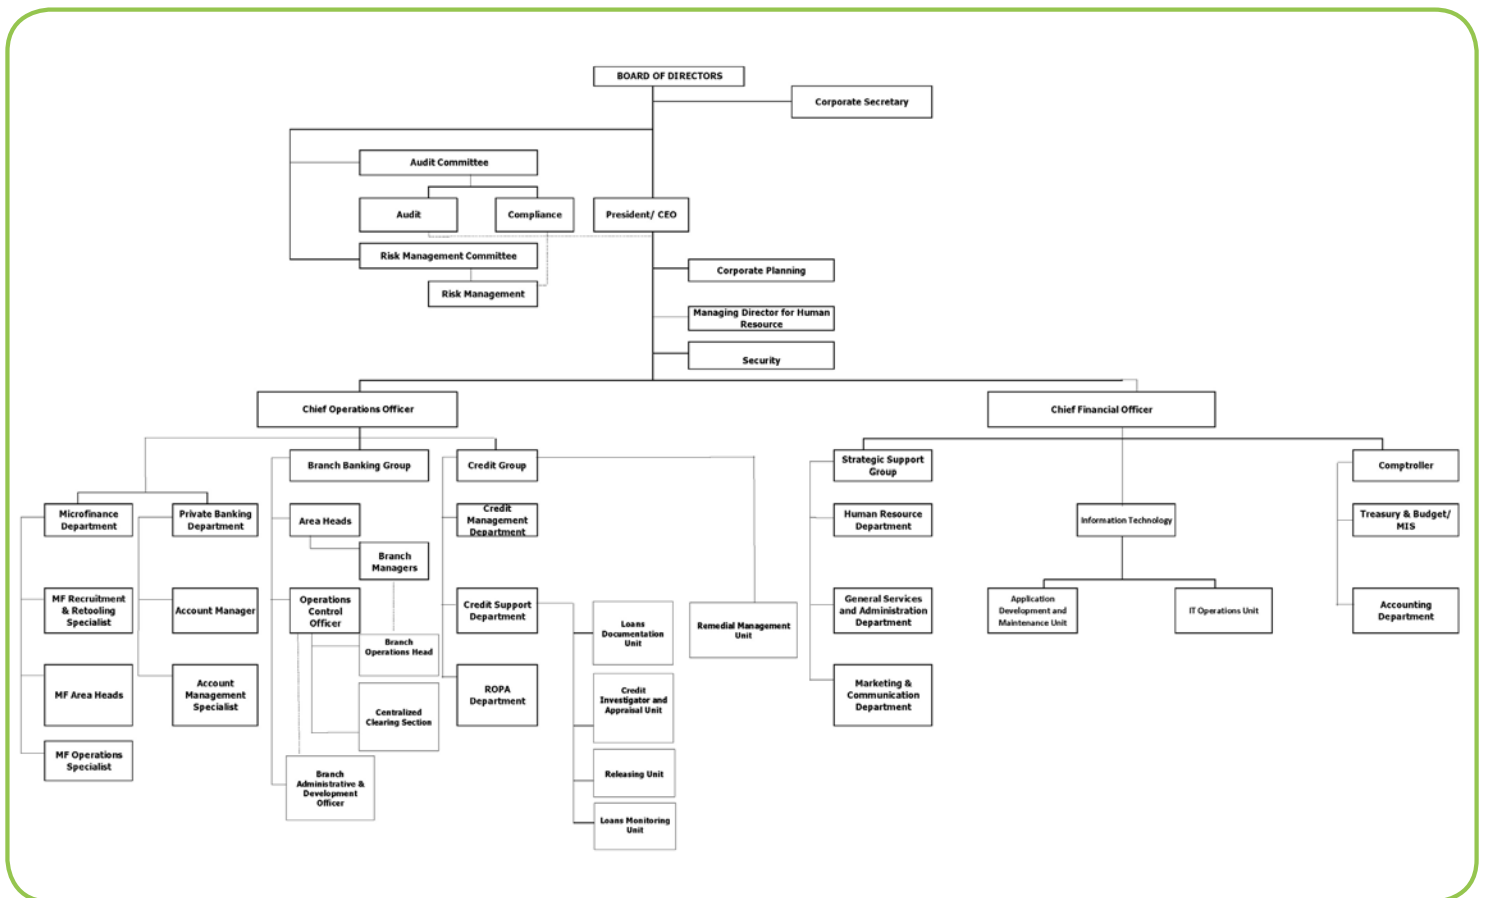 BOARD OF DIRECTORS
Corporate Secretary
Audit Committee
Audit
Compliance
President/ CEO
Risk Management Committee
Risk Management
Corporate Planning
Managing Director for Human
Resource
Security
Chief Operations Officer
Chief Financial Officer
Branch Banking Group
Credit Group
Strategic Support
Group
Comptroller
Microfinance
Department
Private Banking
Department
Area Heads
Credit
Management
Department
Human Resource
Department
Information Technology
Treasury & Budget/
MIS
Branch
Managers
MF Recruitment
& Retooling
Specialist
Account Manager
Operations
Control
Officer
Credit Support
Department
Loans
Documentation
Unit
Remedial Management
Unit
General Services
and Administration
Department
Application
Development and
Maintenance Unit
IT Operations Unit
Accounting
Department
Branch
Operations Head
MF Area Heads
Account
Management
Specialist
Centralized
Clearing Section
ROPA
Department
Credit
Investigator and
Appraisal Unit
Marketing &
Communication
Department
MF Operations
Specialist
Branch
Administrative &
Development
Officer
Releasing Unit
Loans Monitoring
Unit